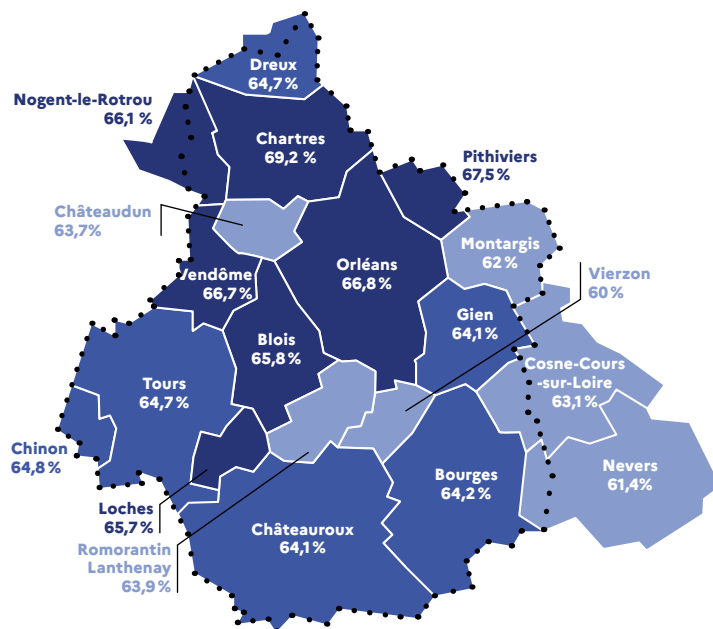 Dreux
64,7%
Nogent-le-Rotrou
66,1 %
Chartres
69,2 %
Pithiviers
67,5%
Châteaudun
63,7%
Montargis
62 %
Vendôme
66,7%
Orléans
66,8%
Vierzon
60 %
Gien
64,1%
Blois
65,8%
Cosne-Cours
-sur-Loire
63,1%
Tours
64,7%
Chinon
64,8%
Loches
65,7%
Bourges
64,2%
Nevers
61,4%
Châteauroux
64,1%
Romorantin
Lanthenay
63,9%